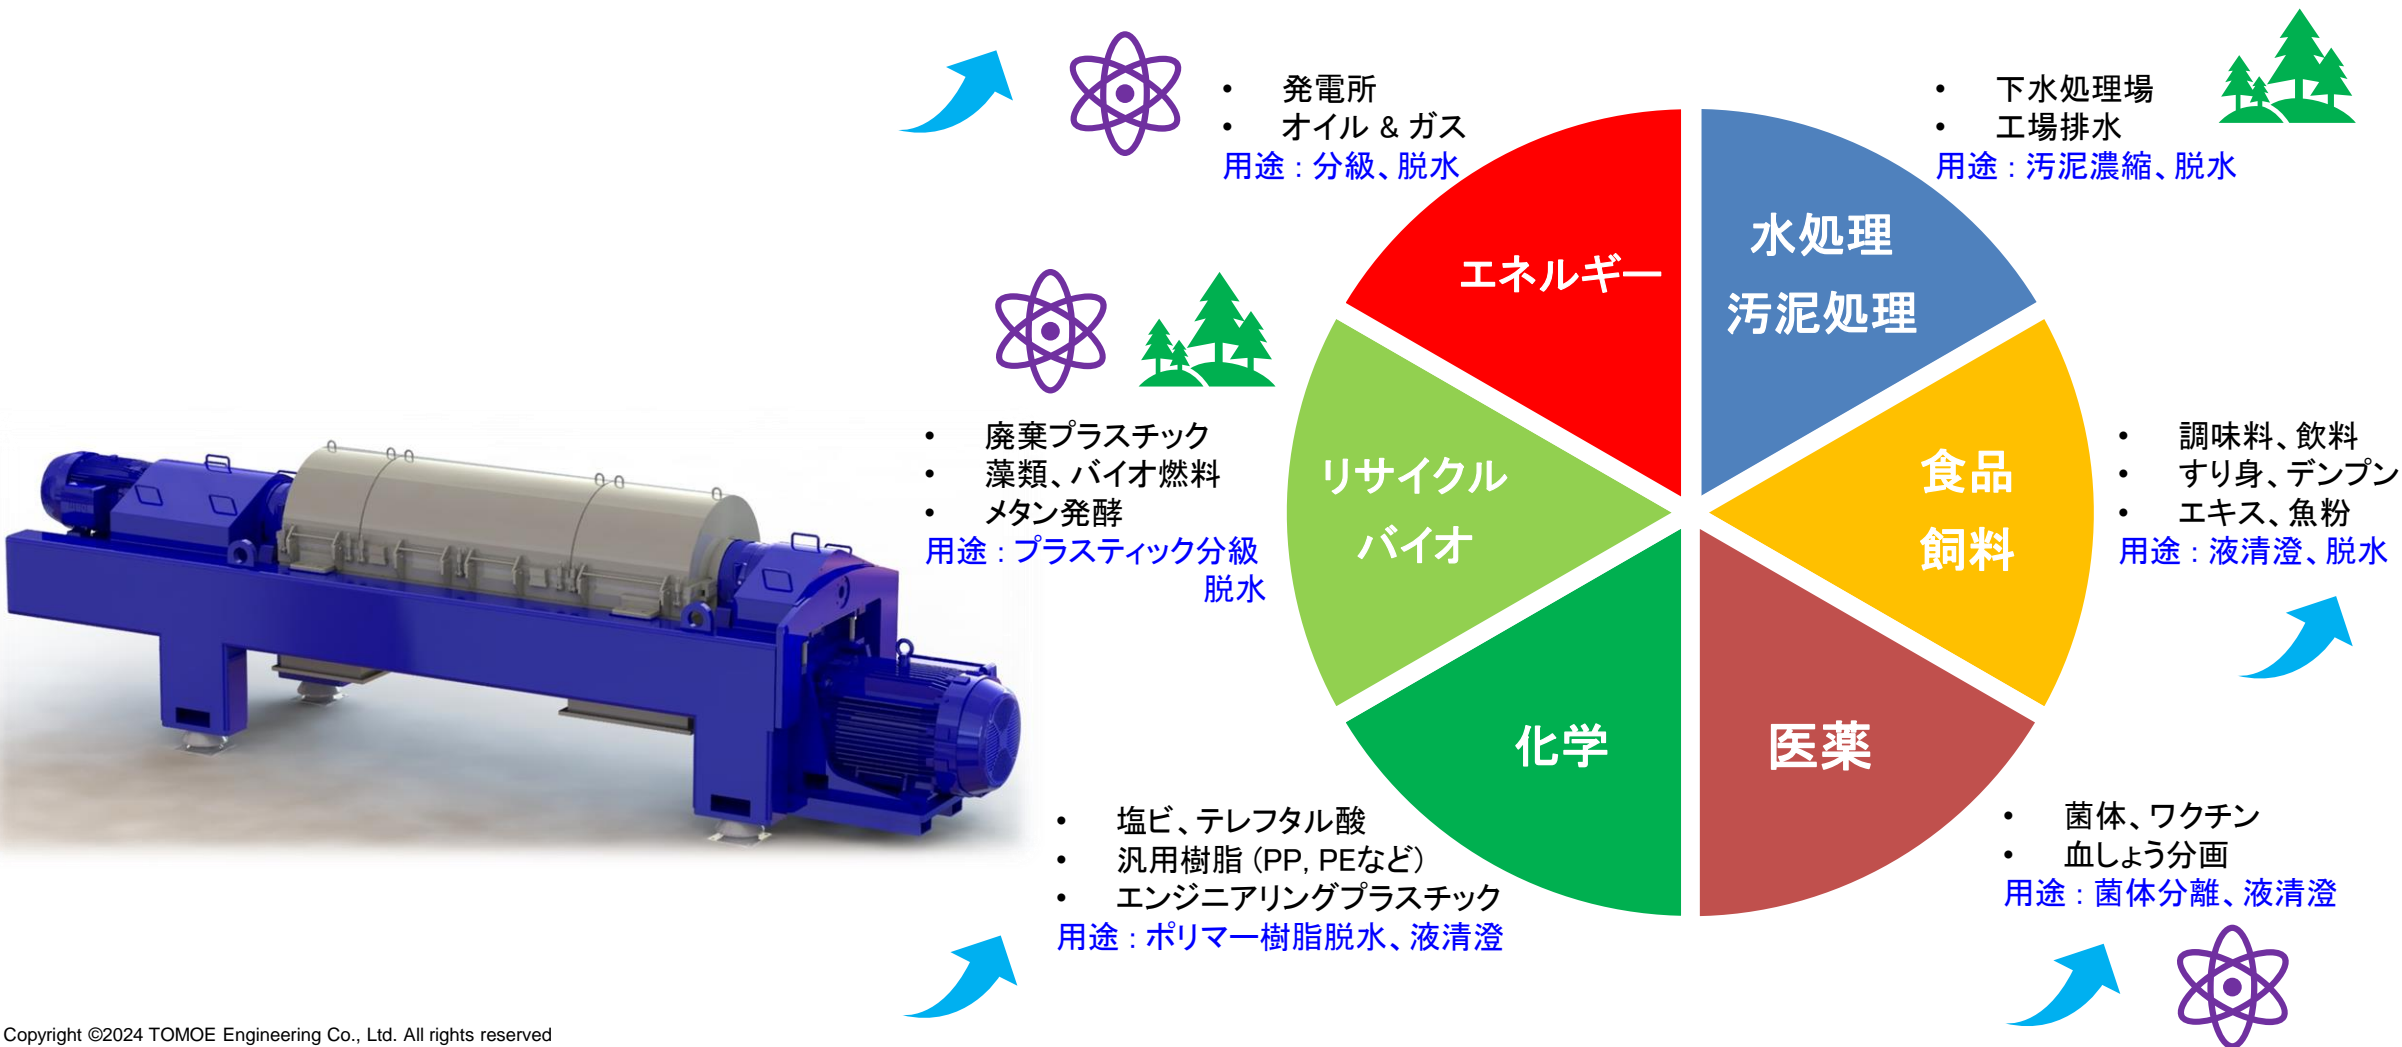 • 発電所
• オイル & ガス
用途：分級、脱水
• 下水処理場
• 工場排水
用途：汚泥濃縮、脱水
エネルギー
水処理
汚泥処理
• 廃棄プラスチック
• 藻類、バイオ燃料
• メタン発酵
用途：プラスティック分級
脱水
リサイクル
バイオ
食品
飼料
• 調味料、飲料
• すり身、デンプン
• エキス、魚粉
用途：液清澄、脱水
化学
医薬
• 塩ビ、テレフタル酸
• 汎用樹脂（PP, PEなど）
• エンジニアリングプラスチック
用途：ポリマー樹脂脱水、液清澄
• 菌体、ワクチン
• 血しょう分画
用途：菌体分離、液清澄
Copyright ©2024 TOMOE Engineering Co., Ltd. All rights reserved